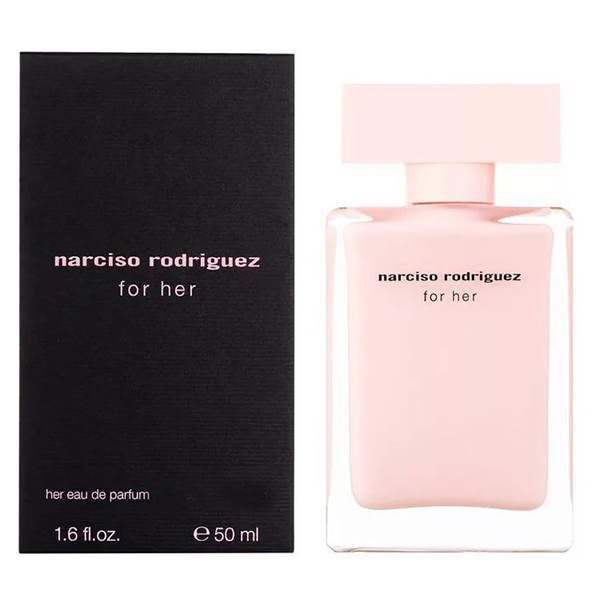 narciso rodriguez
for her
her eau de parfum
1.6 fl.oz. ℮ 50 ml
narciso rodriguez
for her